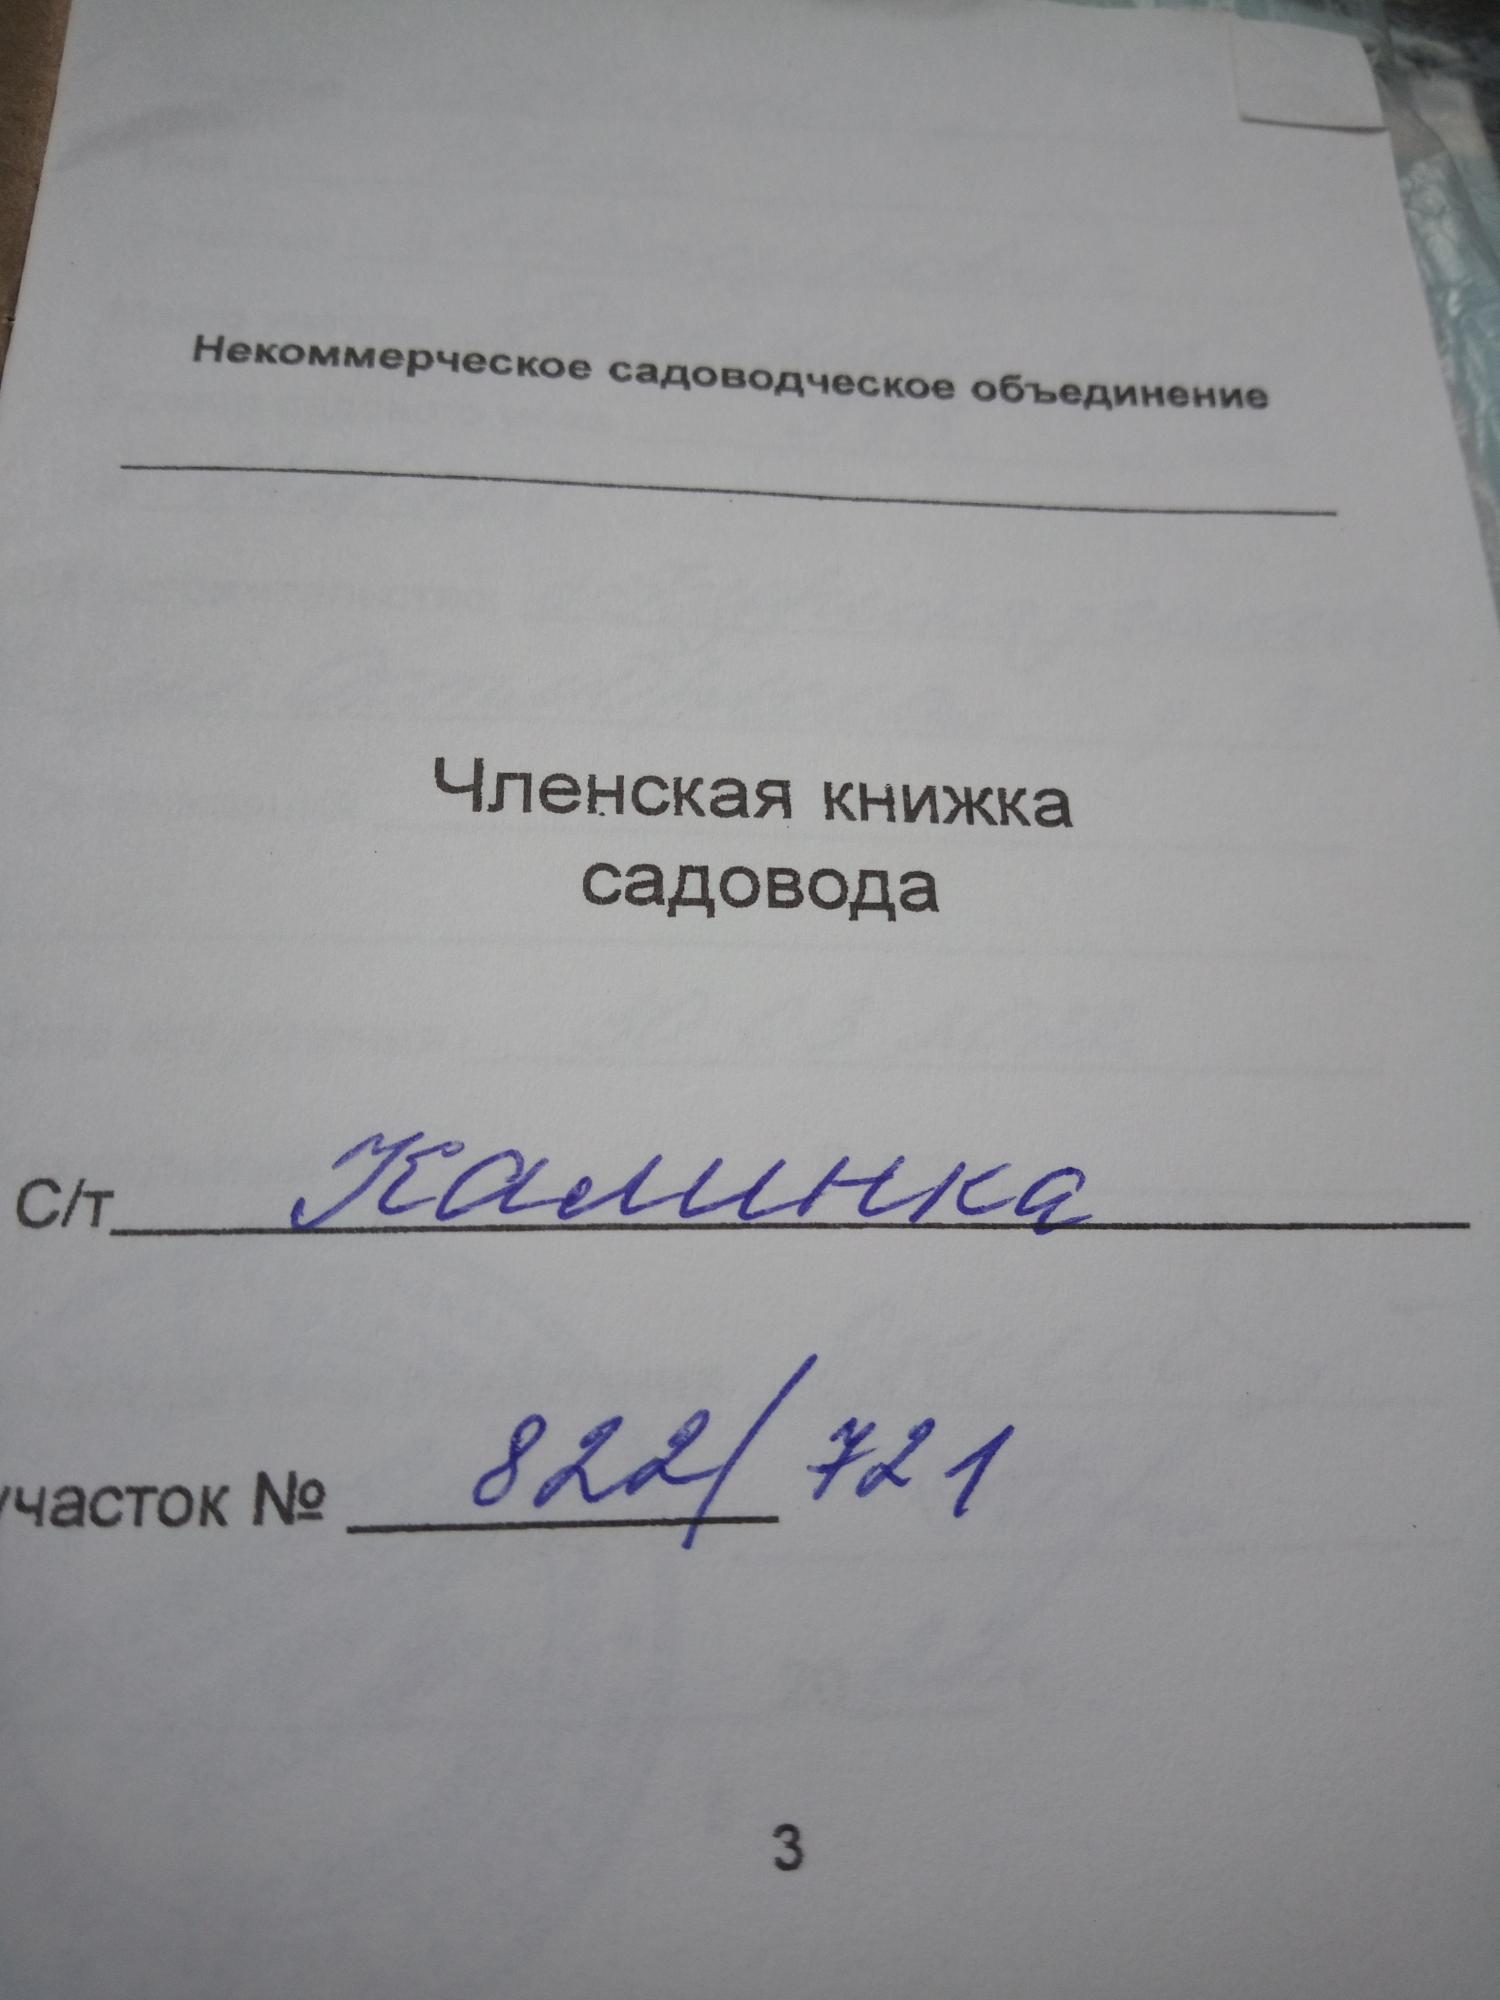 Некоммерческое садоводческое объединение
Членская книжка
садовода
С/т Калинка
участок № 822/721
3